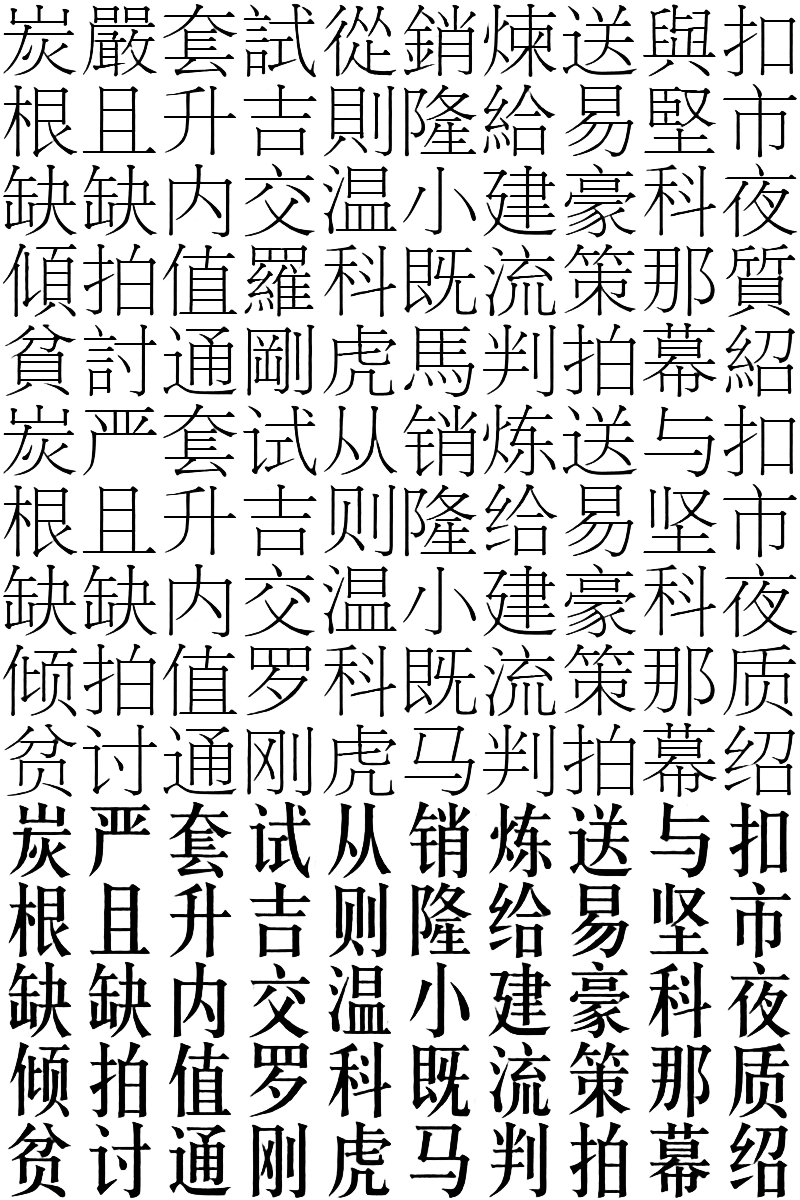 炭嚴套試從銷煉送與扣
根且升吉則隆給易堅市
缺缺内交温小建豪科夜
傾拍值羅科既流策那質
貧討通剛虎馬判拍幕紹
炭严套试从销炼送与扣
根且升吉则隆给易坚市
缺缺内交温小建豪科夜
倾拍值罗科既流策那质
贫讨通刚虎马判拍幕绍
炭严套试从销炼送与扣
根且升吉则隆给易坚市
缺缺内交温小建豪科夜
倾拍值罗科既流策那质
贫讨通刚虎马判拍幕绍